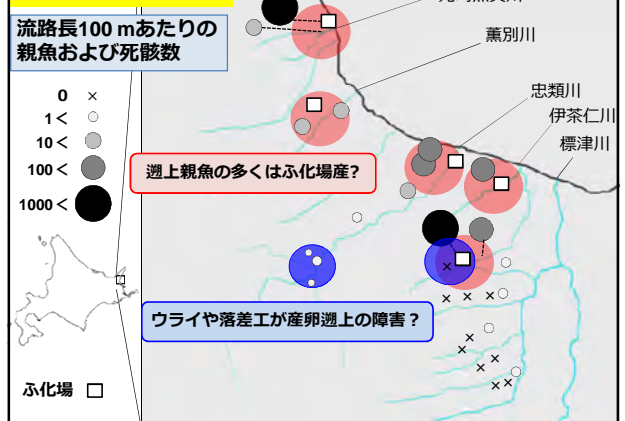 流路長100 mあたりの
親魚および死骸数
薫別川
忠類川
伊茶仁川
標津川
0 ×
1<
10<
100<
1000<
遡上親魚の多くはふ化場産?
ウライや落差工が産卵遡上の障害？
ふ化場